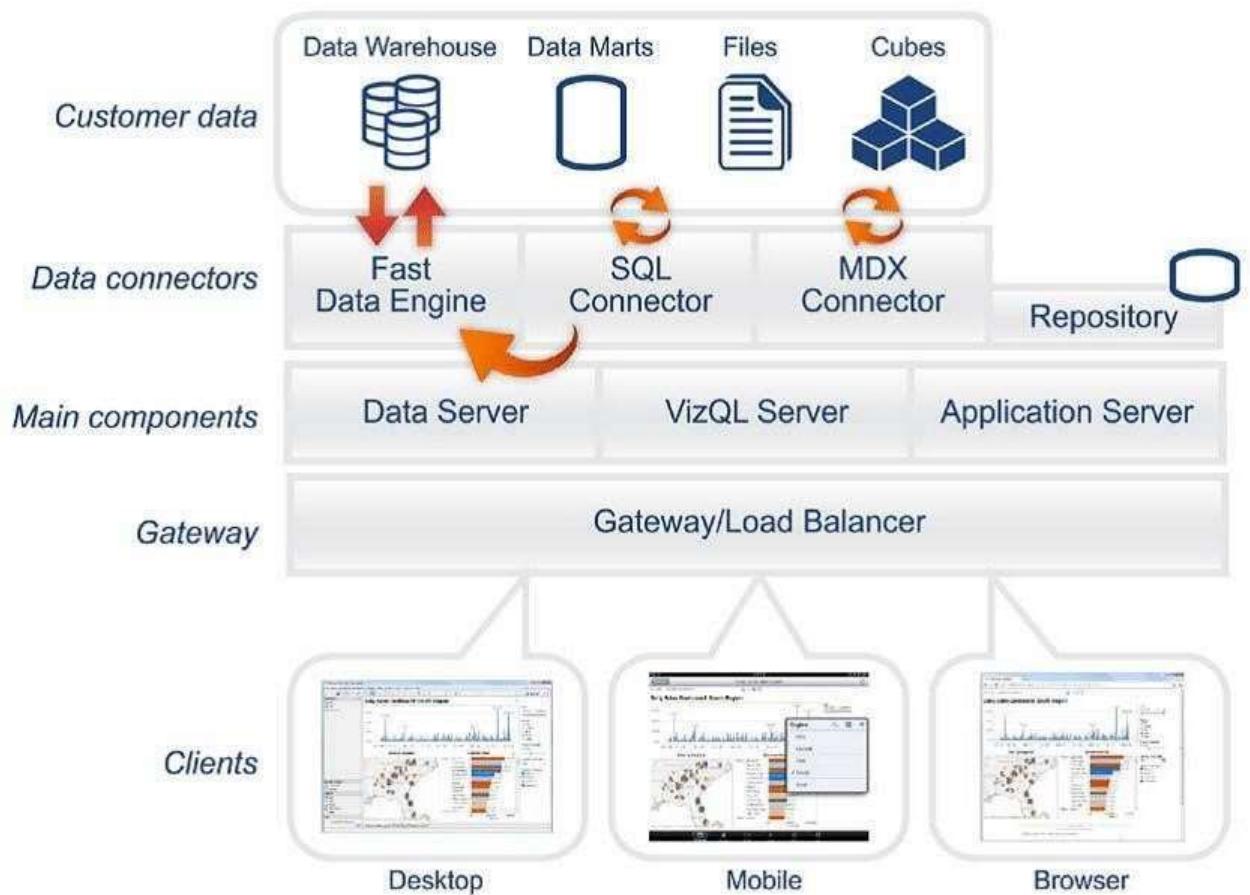 Data Warehouse
Data Marts
Files
Cubes
Customer data
Data connectors
Fast
Data Engine
SQL
Connector
MDX
Connector
Repository
Main components
Data Server
VizQL Server
Application Server
Gateway
Gateway/Load Balancer
Clients
Desktop
Mobile
Browser